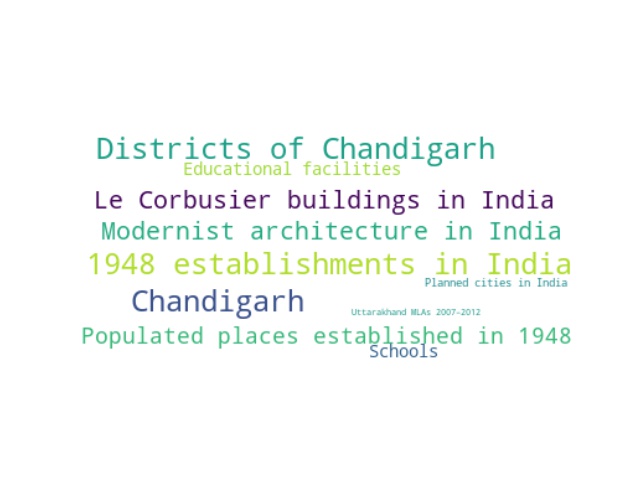 Districts of Chandigarh
Educational facilities
Le Corbusier buildings in India
Modernist architecture in India
1948 establishments in India
Planned cities in India
Chandigarh
Uttarakhand MLAs 2007–2012
Populated places established in 1948
Schools